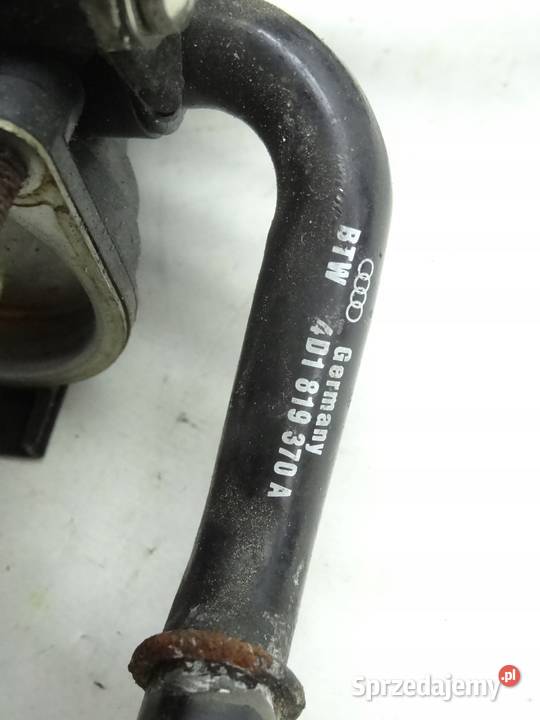 BTW
Germany
4D1 819 370 A
Sprzedajemy.pl